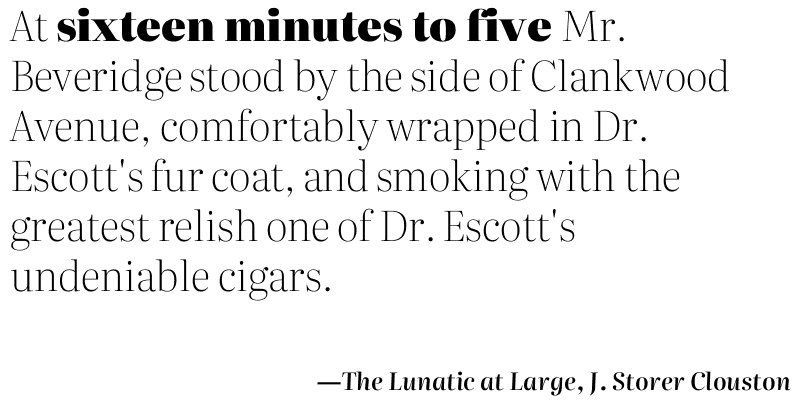 At sixteen minutes to five Mr.
Beveridge stood by the side of Clankwood
Avenue, comfortably wrapped in Dr.
Escott's fur coat, and smoking with the
greatest relish one of Dr. Escott's
undeniable cigars.
—The Lunatic at Large, J. Storer Clouston